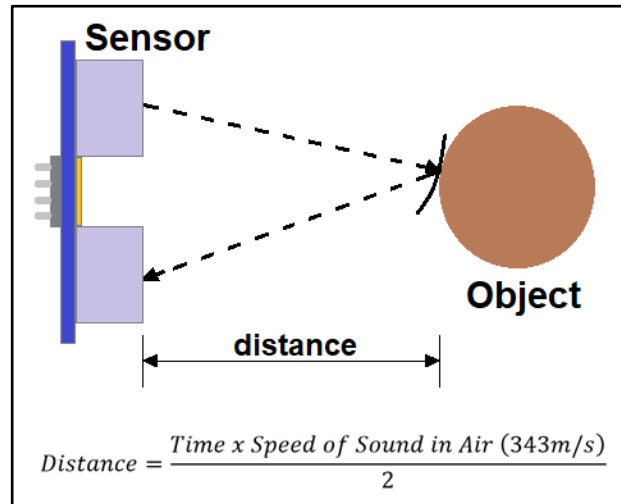 Sensor
Object
distance
Distance = Time x Speed of Sound in Air (343m/s) / 2